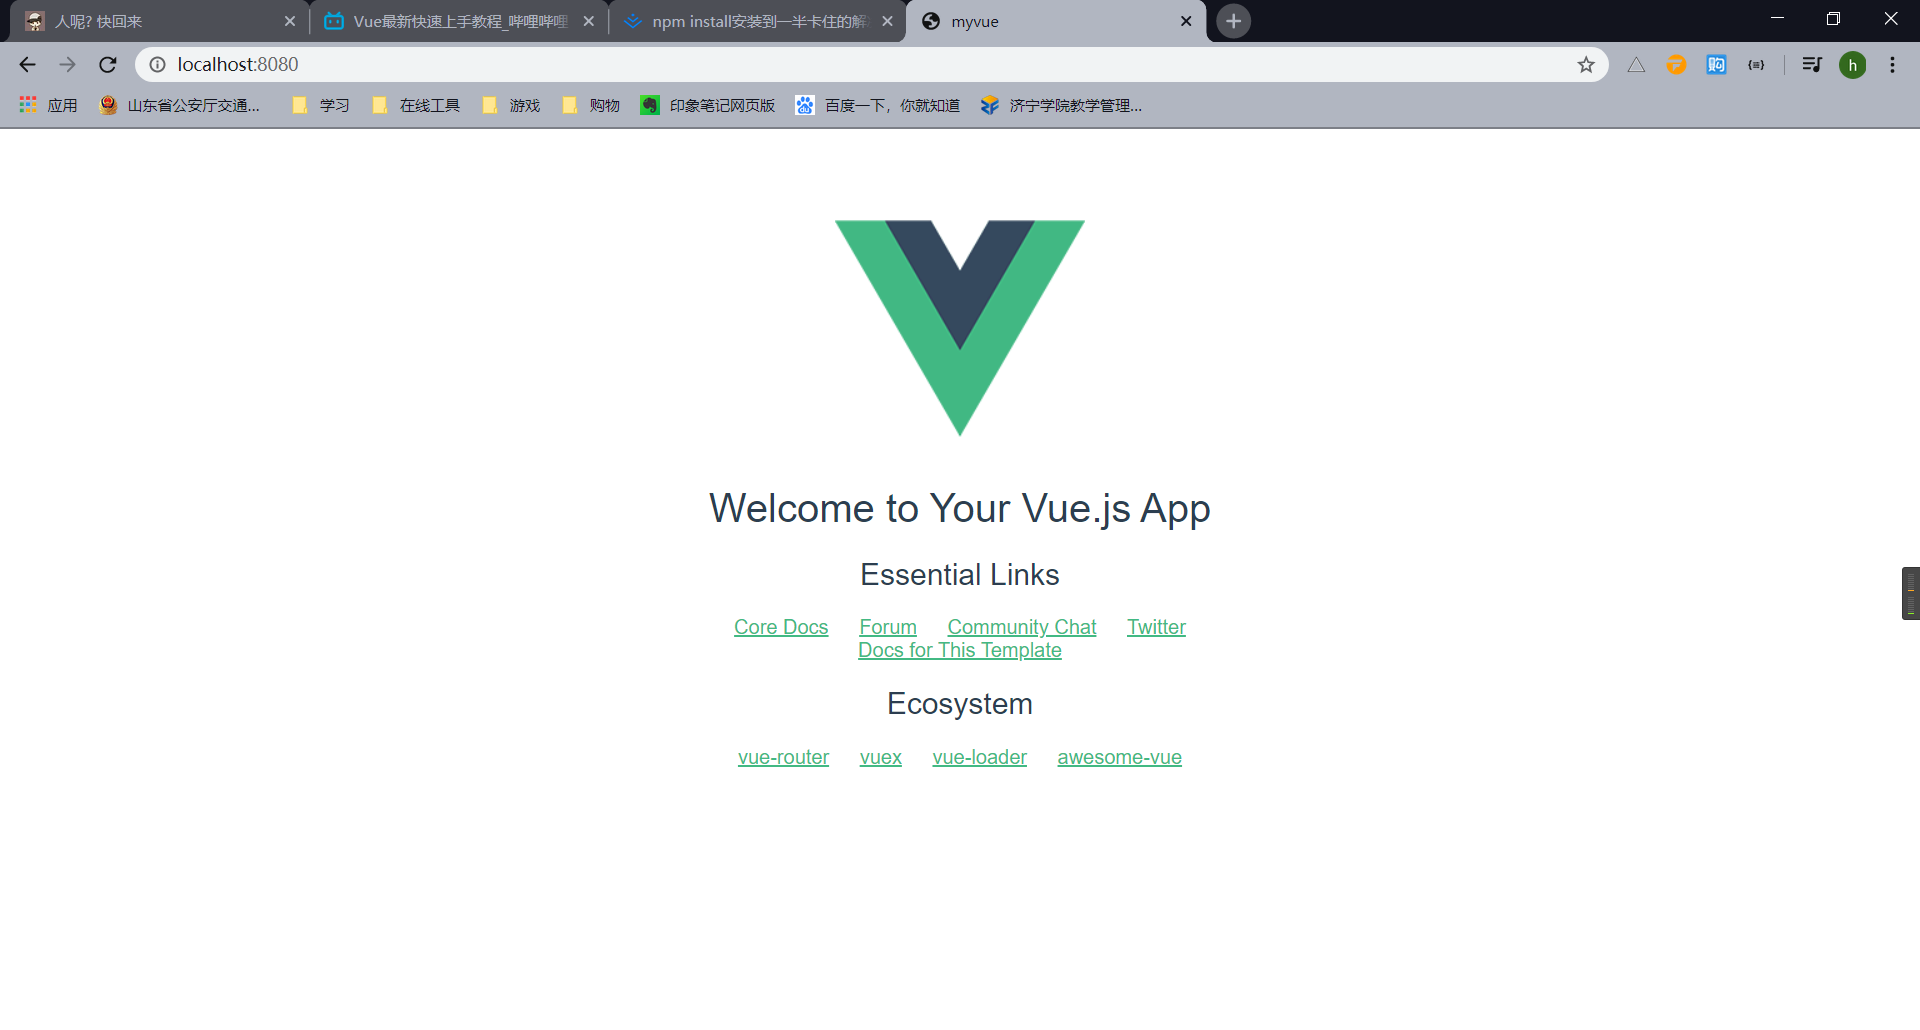 人呢? 快回来
Vue最新快速上手教程_哔哩哔哩
npm install安装到一半卡住的解
myvue
localhost:8080
购
h
应用
山东省公安厅交通...
学习
在线工具
游戏
购物
印象笔记网页版
百度一下，你就知道
济宁学院教学管理...
Welcome to Your Vue.js App
Essential Links
Core Docs Forum Community Chat Twitter
Docs for This Template
Ecosystem
vue-router vuex vue-loader awesome-vue